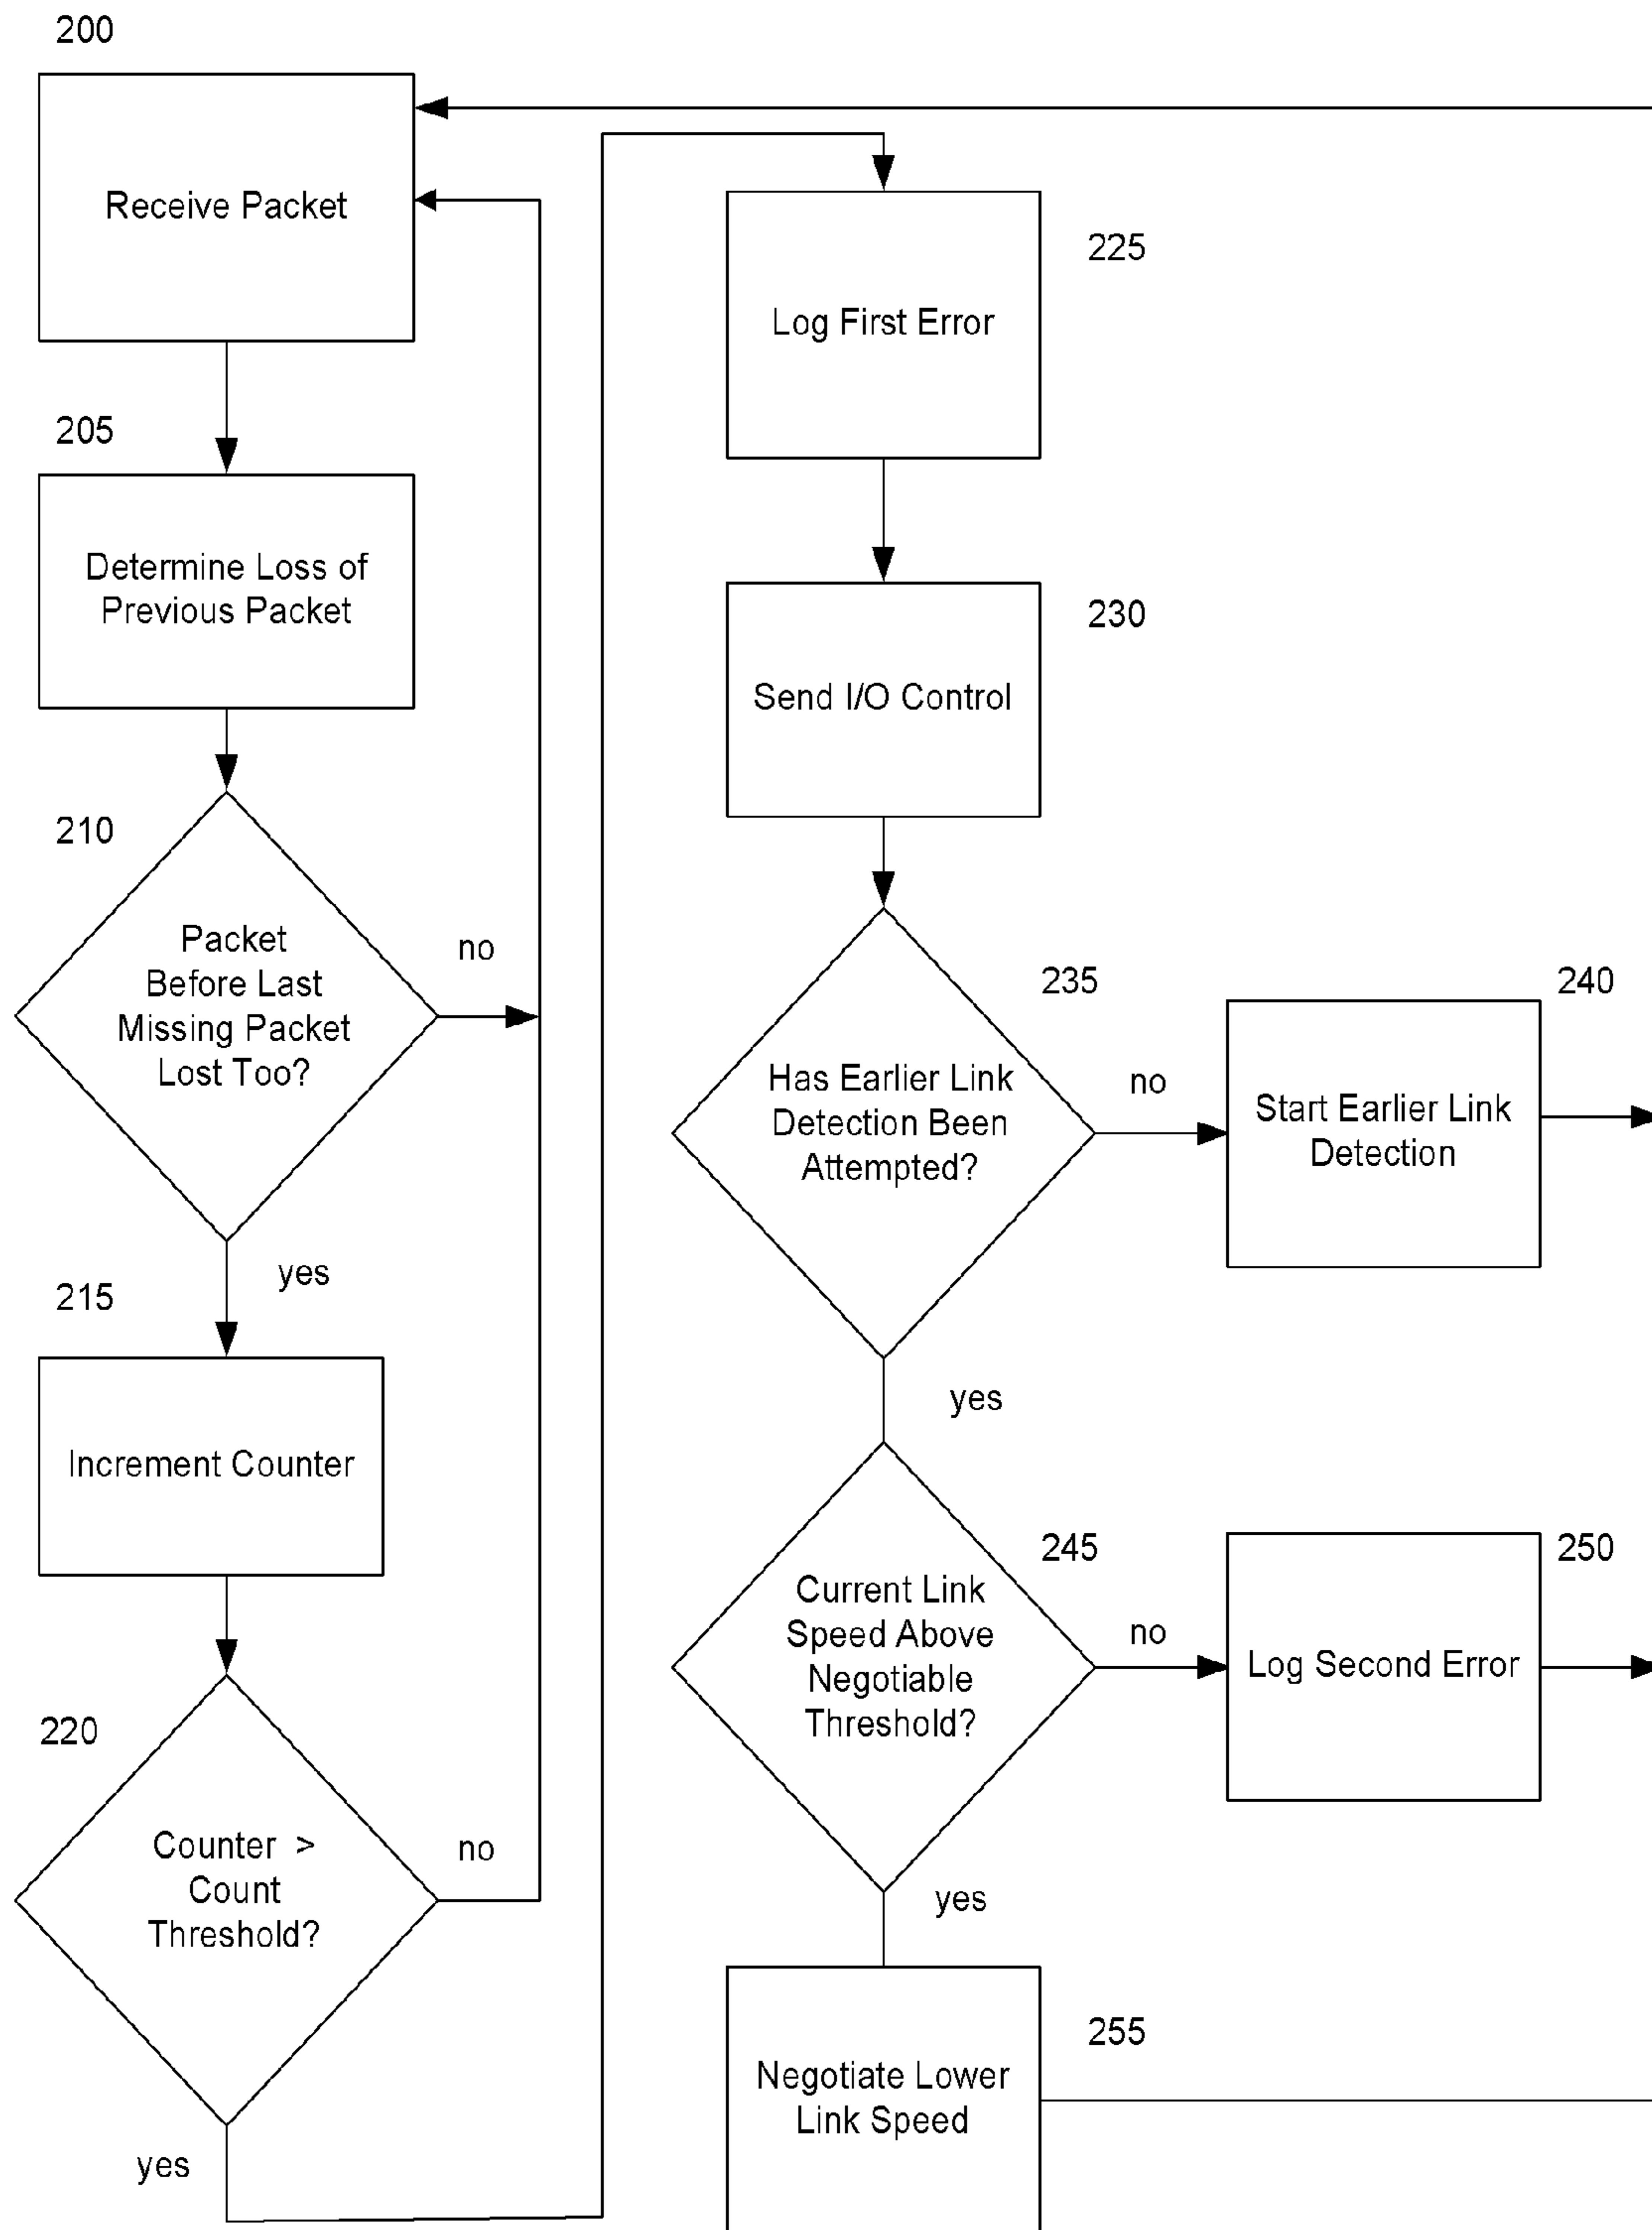 200
Receive Packet
205
Determine Loss of
Previous Packet
210
Packet
Before Last
Missing Packet
Lost Too?
no
yes
215
Increment Counter
220
Counter >
Count
Threshold?
no
yes
225
Log First Error
230
Send I/O Control
235
Has Earlier Link
Detection Been
Attempted?
no
yes
240
Start Earlier Link
Detection
245
Current Link
Speed Above
Negotiable
Threshold?
no
yes
250
Log Second Error
255
Negotiate Lower
Link Speed